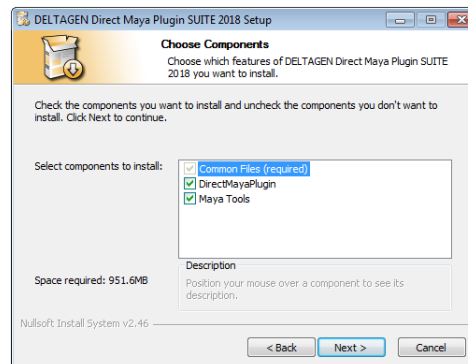 DELTAGEN Direct Maya Plugin SUITE 2018 Setup
Choose Components
Choose which features of DELTAGEN Direct Maya Plugin SUITE
2018 you want to install.
Check the components you want to install and uncheck the components you don't want to
install. Click Next to continue.
Select components to install:
Common Files (required)
DirectMayaPlugin
Maya Tools
Space required: 951.6MB
Description
Position your mouse over a component to see its
description.
Nullsoft Install System v2.46
< Back
Next >
Cancel